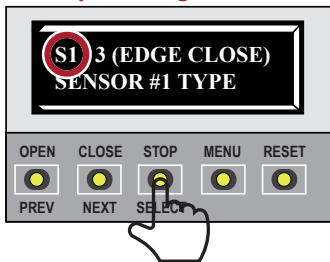 S1 3 (EDGE CLOSE)
SENSOR #1 TYPE
OPEN CLOSE STOP MENU RESET
PREV NEXT SELECT